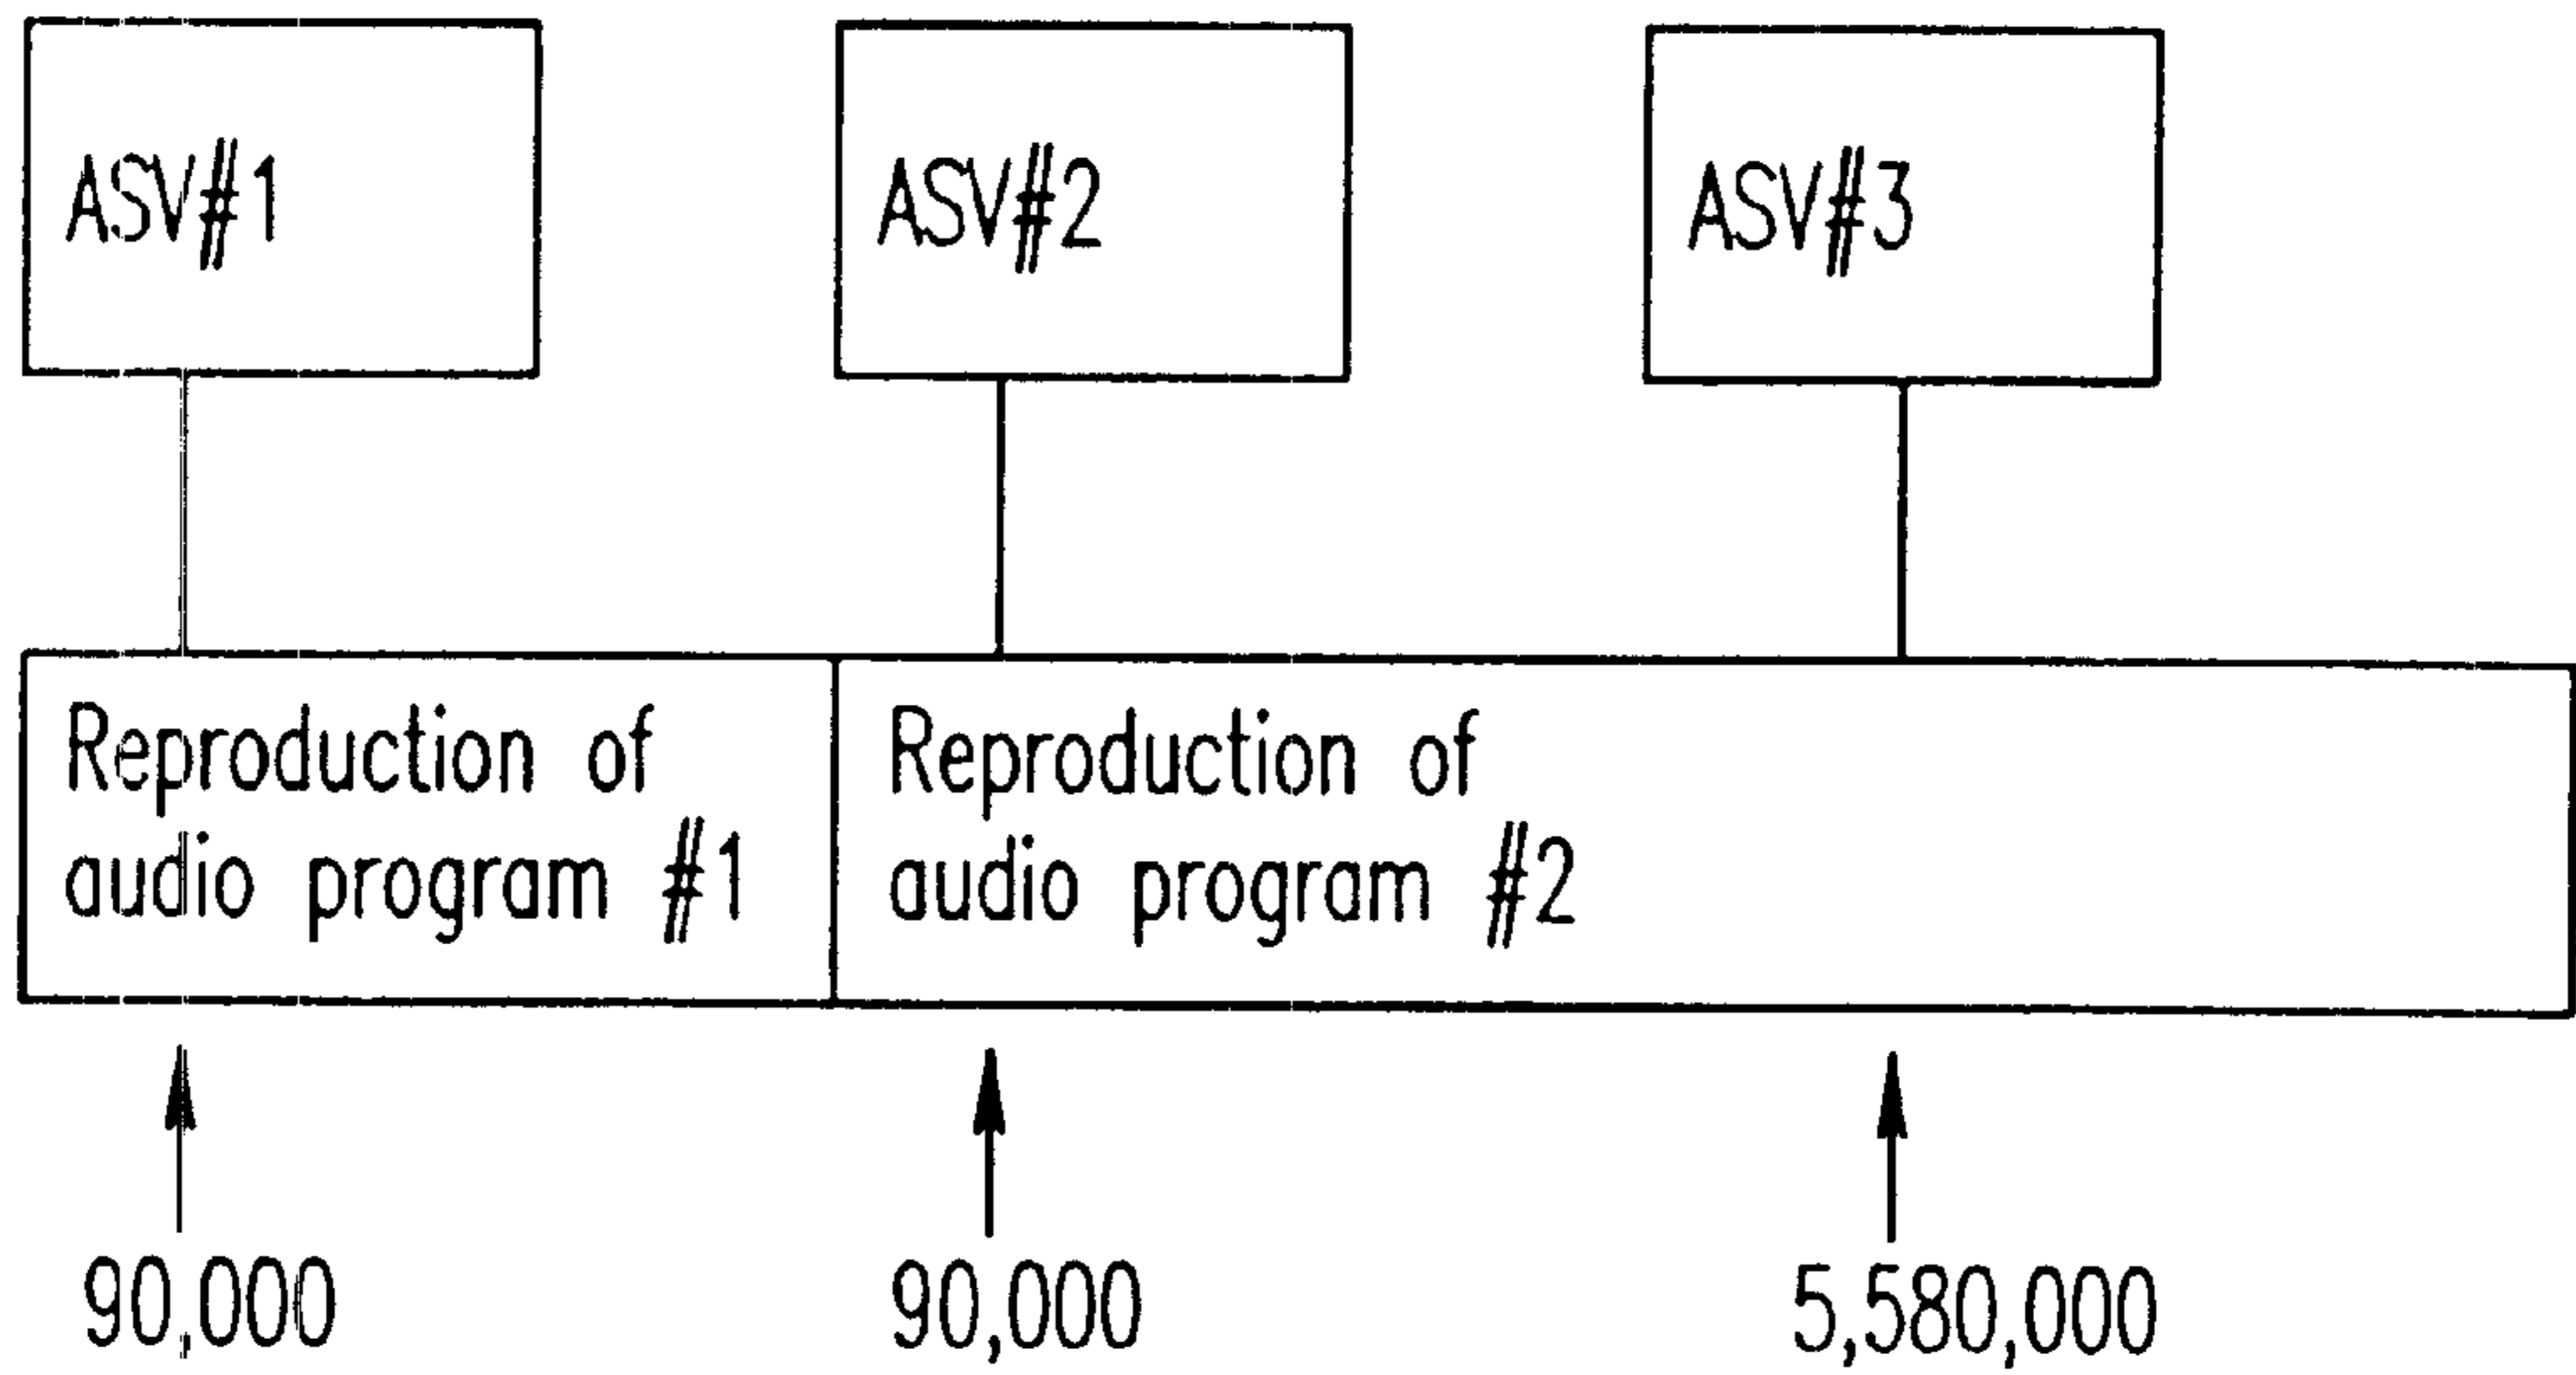 ASV#1
ASV#2
ASV#3
Reproduction of
audio program #1
Reproduction of
audio program #2
90,000
90,000
5,580,000